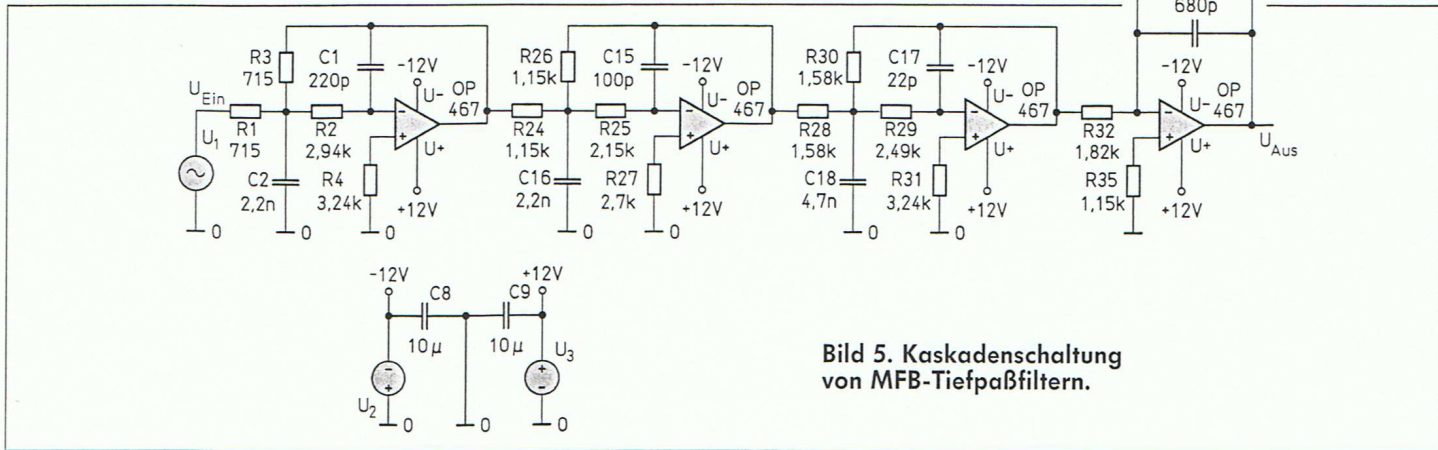 680p
R3
715
C1
220p
-12V
U-
OP
467
U Ein
R1
715
R2
2,94k
U+
U1
C2
2,2n
R4
3,24k
+12V
0
0
0
R26
1,15k
C15
100p
-12V
U-
OP
467
R24
1,15k
R25
2,15k
U+
C16
2,2n
R27
2,7k
+12V
0
0
R30
1,58k
C17
22p
-12V
U-
OP
467
R28
1,58k
R29
2,49k
U+
C18
4,7n
R31
3,24k
+12V
0
0
-12V
U-
OP
467
R32
1,82k
U+
U Aus
R35
1,15k
+12V
-12V
C8
10µ
C9
10µ
+12V
U2
U3
0
0
0
Bild 5. Kaskadenschaltung
von MFB-Tiefpaßfiltern.